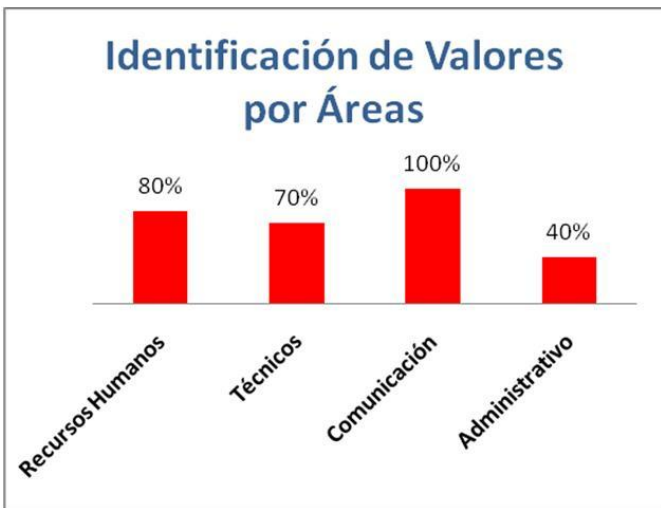 Identificación de Valores
por Áreas
80%
70%
100%
40%
Recursos Humanos
Técnicos
Comunicación
Administrativo